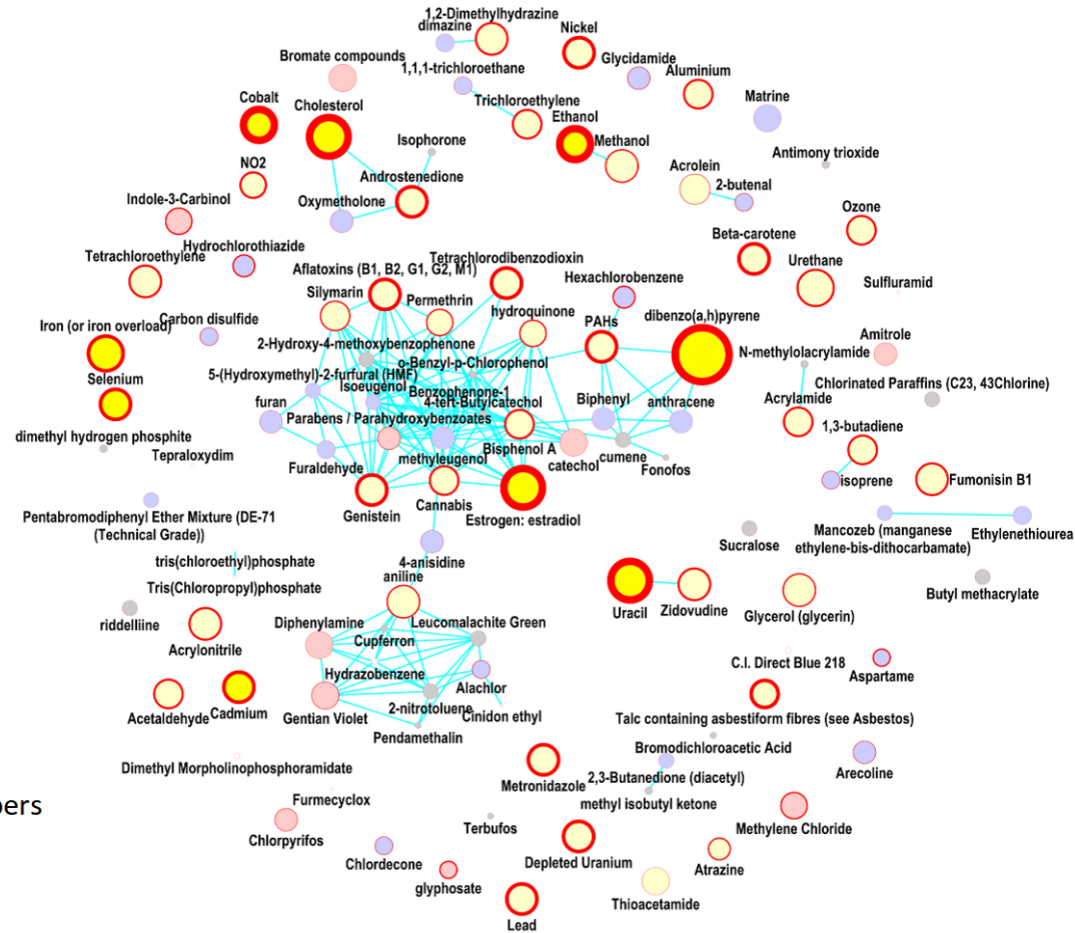 1,2-Dimethylhydrazine
dimazine
Nickel
Bromate compounds
1,1,1-trichloroethane
Glycidamide
Aluminium
Cobalt
Cholesterol
Trichloroethylene
Ethanol
Matrine
Isophorone
Methanol
Antimony trioxide
NO2
Androstenedione
Acrolein
2-butenal
Indole-3-Carbinol
Oxymetholone
Ozone
Beta-carotene
Tetrachloroethylene
Hydrochlorothiazide
Tetrachlorodibenzodioxin
Urethane
Aflatoxins (B1, B2, G1, G2, M1)
Hexachlorobenzene
Sulfluramid
Silymarin
Permethrin
hydroquinone
Iron (or iron overload)
Carbon disulfide
PAHs
dibenzo(a,h)pyrene
Amitrole
2-Hydroxy-4-methoxybenzophenone
N-methylolacrylamide
o-Benzyl-p-Chlorophenol
Selenium
5-(Hydroxymethyl)-2-furfural (HMF)
Chlorinated Paraffins (C23, 43Chlorine)
Isoeugenol
Benzophenone-1
furan
4-tert-Butylcatechol
Biphenyl
anthracene
Acrylamide
Parabens / Parahydroxybenzoates
1,3-butadiene
dimethyl hydrogen phosphite
Tepraloxydim
Furaldehyde
methyleugenol
Bisphenol A
catechol
cumene
Fonofos
isoprene
Fumonisin B1
Genistein
Cannabis
Estrogen: estradiol
Pentabromodiphenyl Ether Mixture (DE-71
(Technical Grade))
Mancozeb (manganese
ethylene-bis-dithocarbamate)
Ethylenethiourea
Sucralose
tris(chloroethyl)phosphate
4-anisidine
aniline
Tris(Chloropropyl)phosphate
Butyl methacrylate
riddelliine
Uracil
Zidovudine
Glycerol (glycerin)
Acrylonitrile
Diphenylamine
Leucomalachite Green
Cupferron
C.I. Direct Blue 218
Aspartame
Hydrazobenzene
Alachlor
Acetaldehyde
Cadmium
Gentian Violet
2-nitrotoluene
Cinidon ethyl
Talc containing asbestiform fibres (see Asbestos)
Pendamethalin
Bromodichloroacetic Acid
Dimethyl Morpholinophosphoramidate
Metronidazole
2,3-Butanedione (diacetyl)
Arecoline
Furmecyclox
methyl isobutyl ketone
pers
Chlorpyrifos
Terbufos
Methylene Chloride
Chlordecone
Depleted Uranium
Atrazine
glyphosate
Thioacetamide
Lead